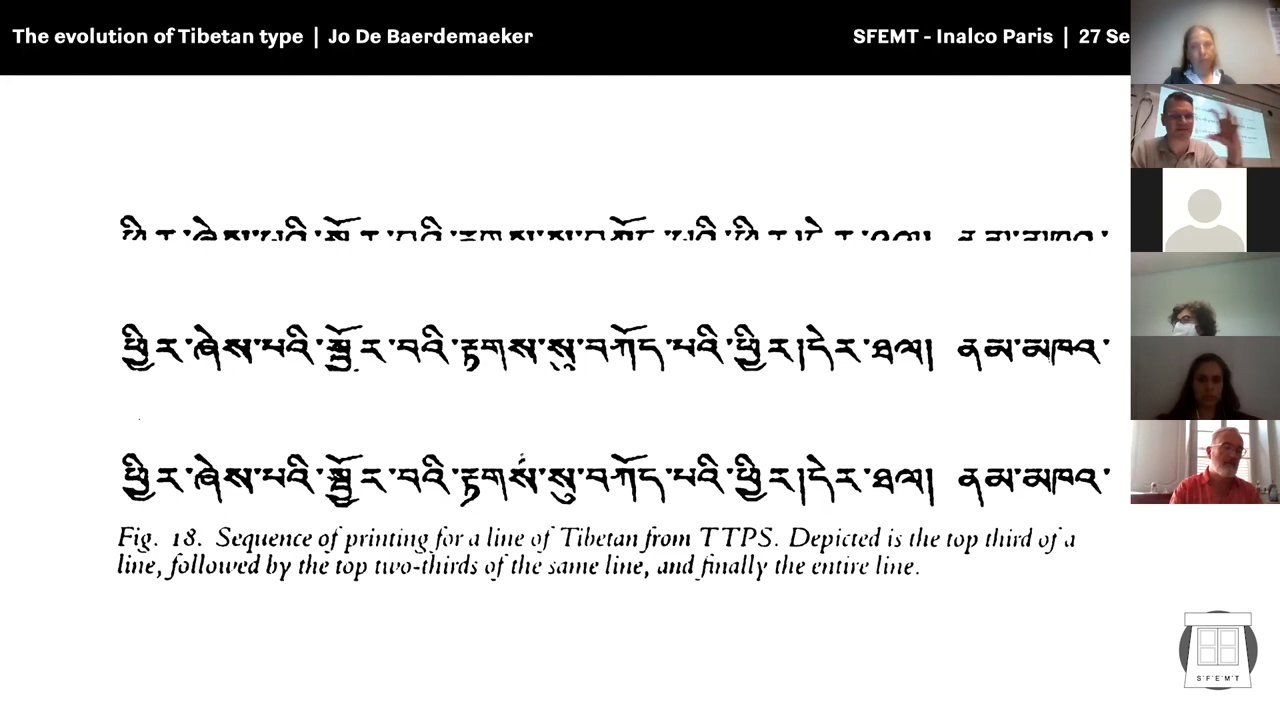 The evolution of Tibetan type | Jo De Baerdemaeker
SFEMT - Inalco Paris | 27 Se
ཕྱིར་ཞེས་པའི་སྦྱོར་བའི་རྟགས་སུ་བཀོད་པའི་ཕྱིར།དེར་ཐལ། ནམ་མཁའ་
ཕྱིར་ཞེས་པའི་སྦྱོར་བའི་རྟགས་སུ་བཀོད་པའི་ཕྱིར།དེར་ཐལ། ནམ་མཁའ་
Fig. 18. Sequence of printing for a line of Tibetan from TTPS. Depicted is the top third of a
line, followed by the top two-thirds of the same line, and finally the entire line.
S·F·E·M·T